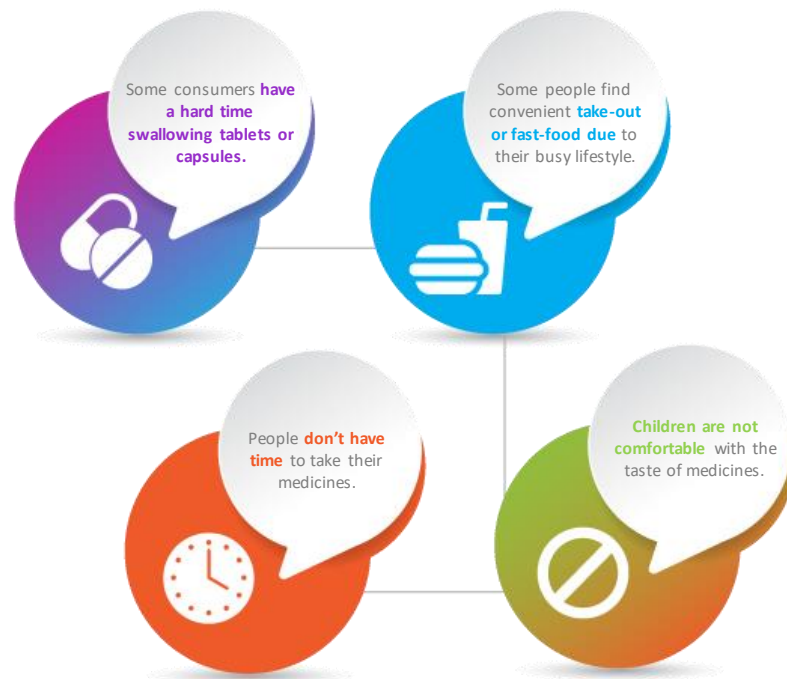 Some consumers have
a hard time
swallowing tablets or
capsules.
Some people find
convenient take-out
or fast-food due to
their busy lifestyle.
People don’t have
time to take their
medicines.
Children are not
comfortable with the
taste of medicines.